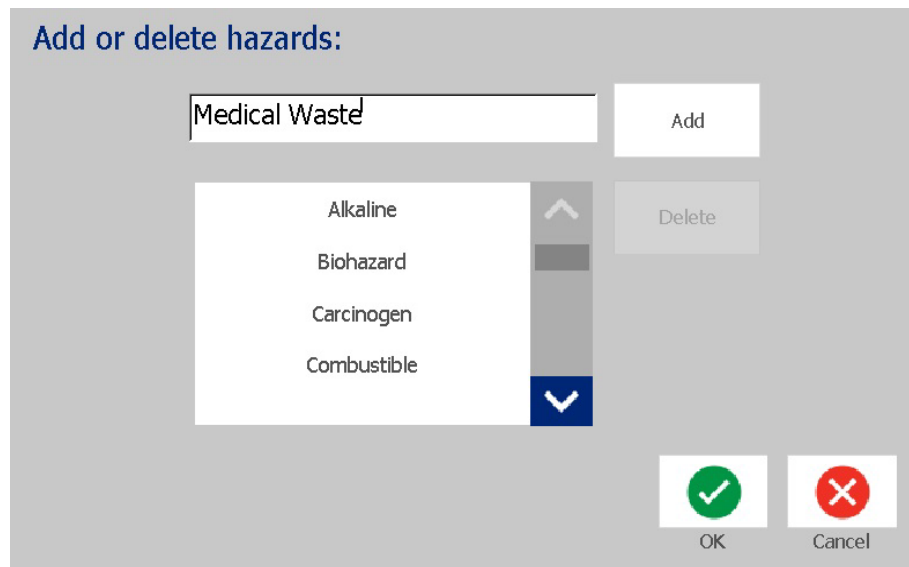 Add or delete hazards:
Medical Waste
Add
Alkaline
Delete
Biohazard
Carcinogen
Combustible
OK
Cancel